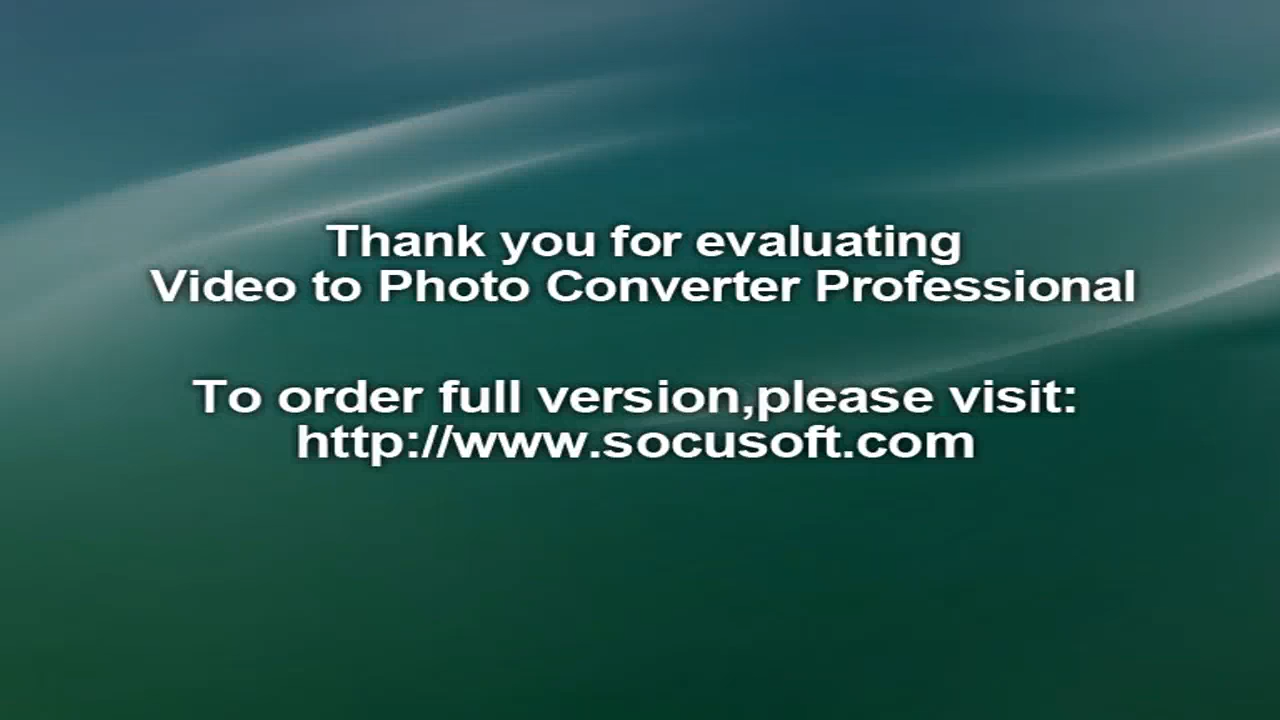 Thank you for evaluating
Video to Photo Converter Professional
To order full version,please visit:
http://www.socusoft.com